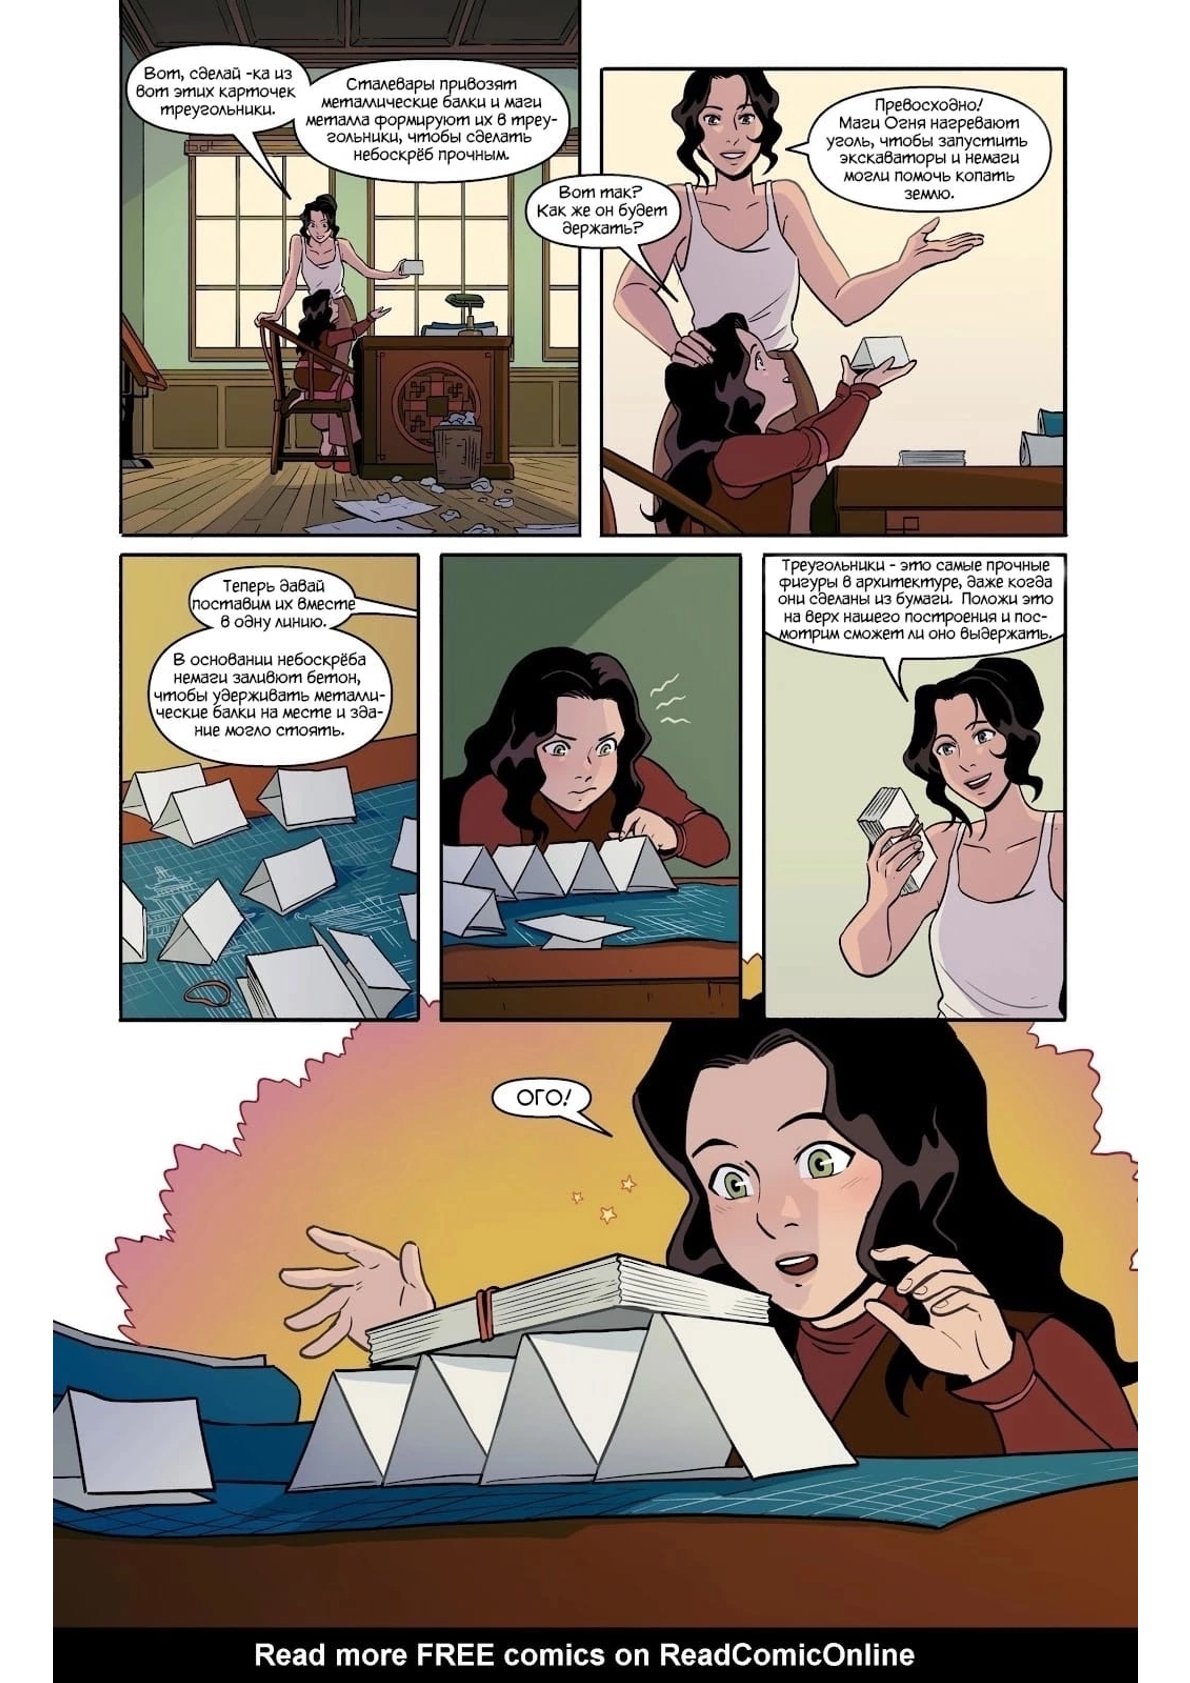 Вот, сделай -ка из
вот этих карточек
треугольники.
Сталевары привозят
металлические балки и маги
металла формируют их в треу-
гольники, чтобы сделать
небоскрёб прочным.
Превосходно!
Маги Огня нагревают
уголь, чтобы запустить
экскаваторы и немаги
могли помочь копать
землю.
Вот так?
Как же он будет
держать?
Теперь давай
поставим их вместе
в одну линию.
В основании небоскрёба
немаги заливют бетон,
чтобы удерживать металли-
ческие балки на месте и зда-
ние могло стоять.
Треугольники - это самые прочные
фигуры в архитектуре, даже когда
они сделаны из бумаги. Положи это
на верх нашего построения и пос-
мотрим сможет ли оно выдержать.
ОГО!
Read more FREE comics on ReadComicOnline